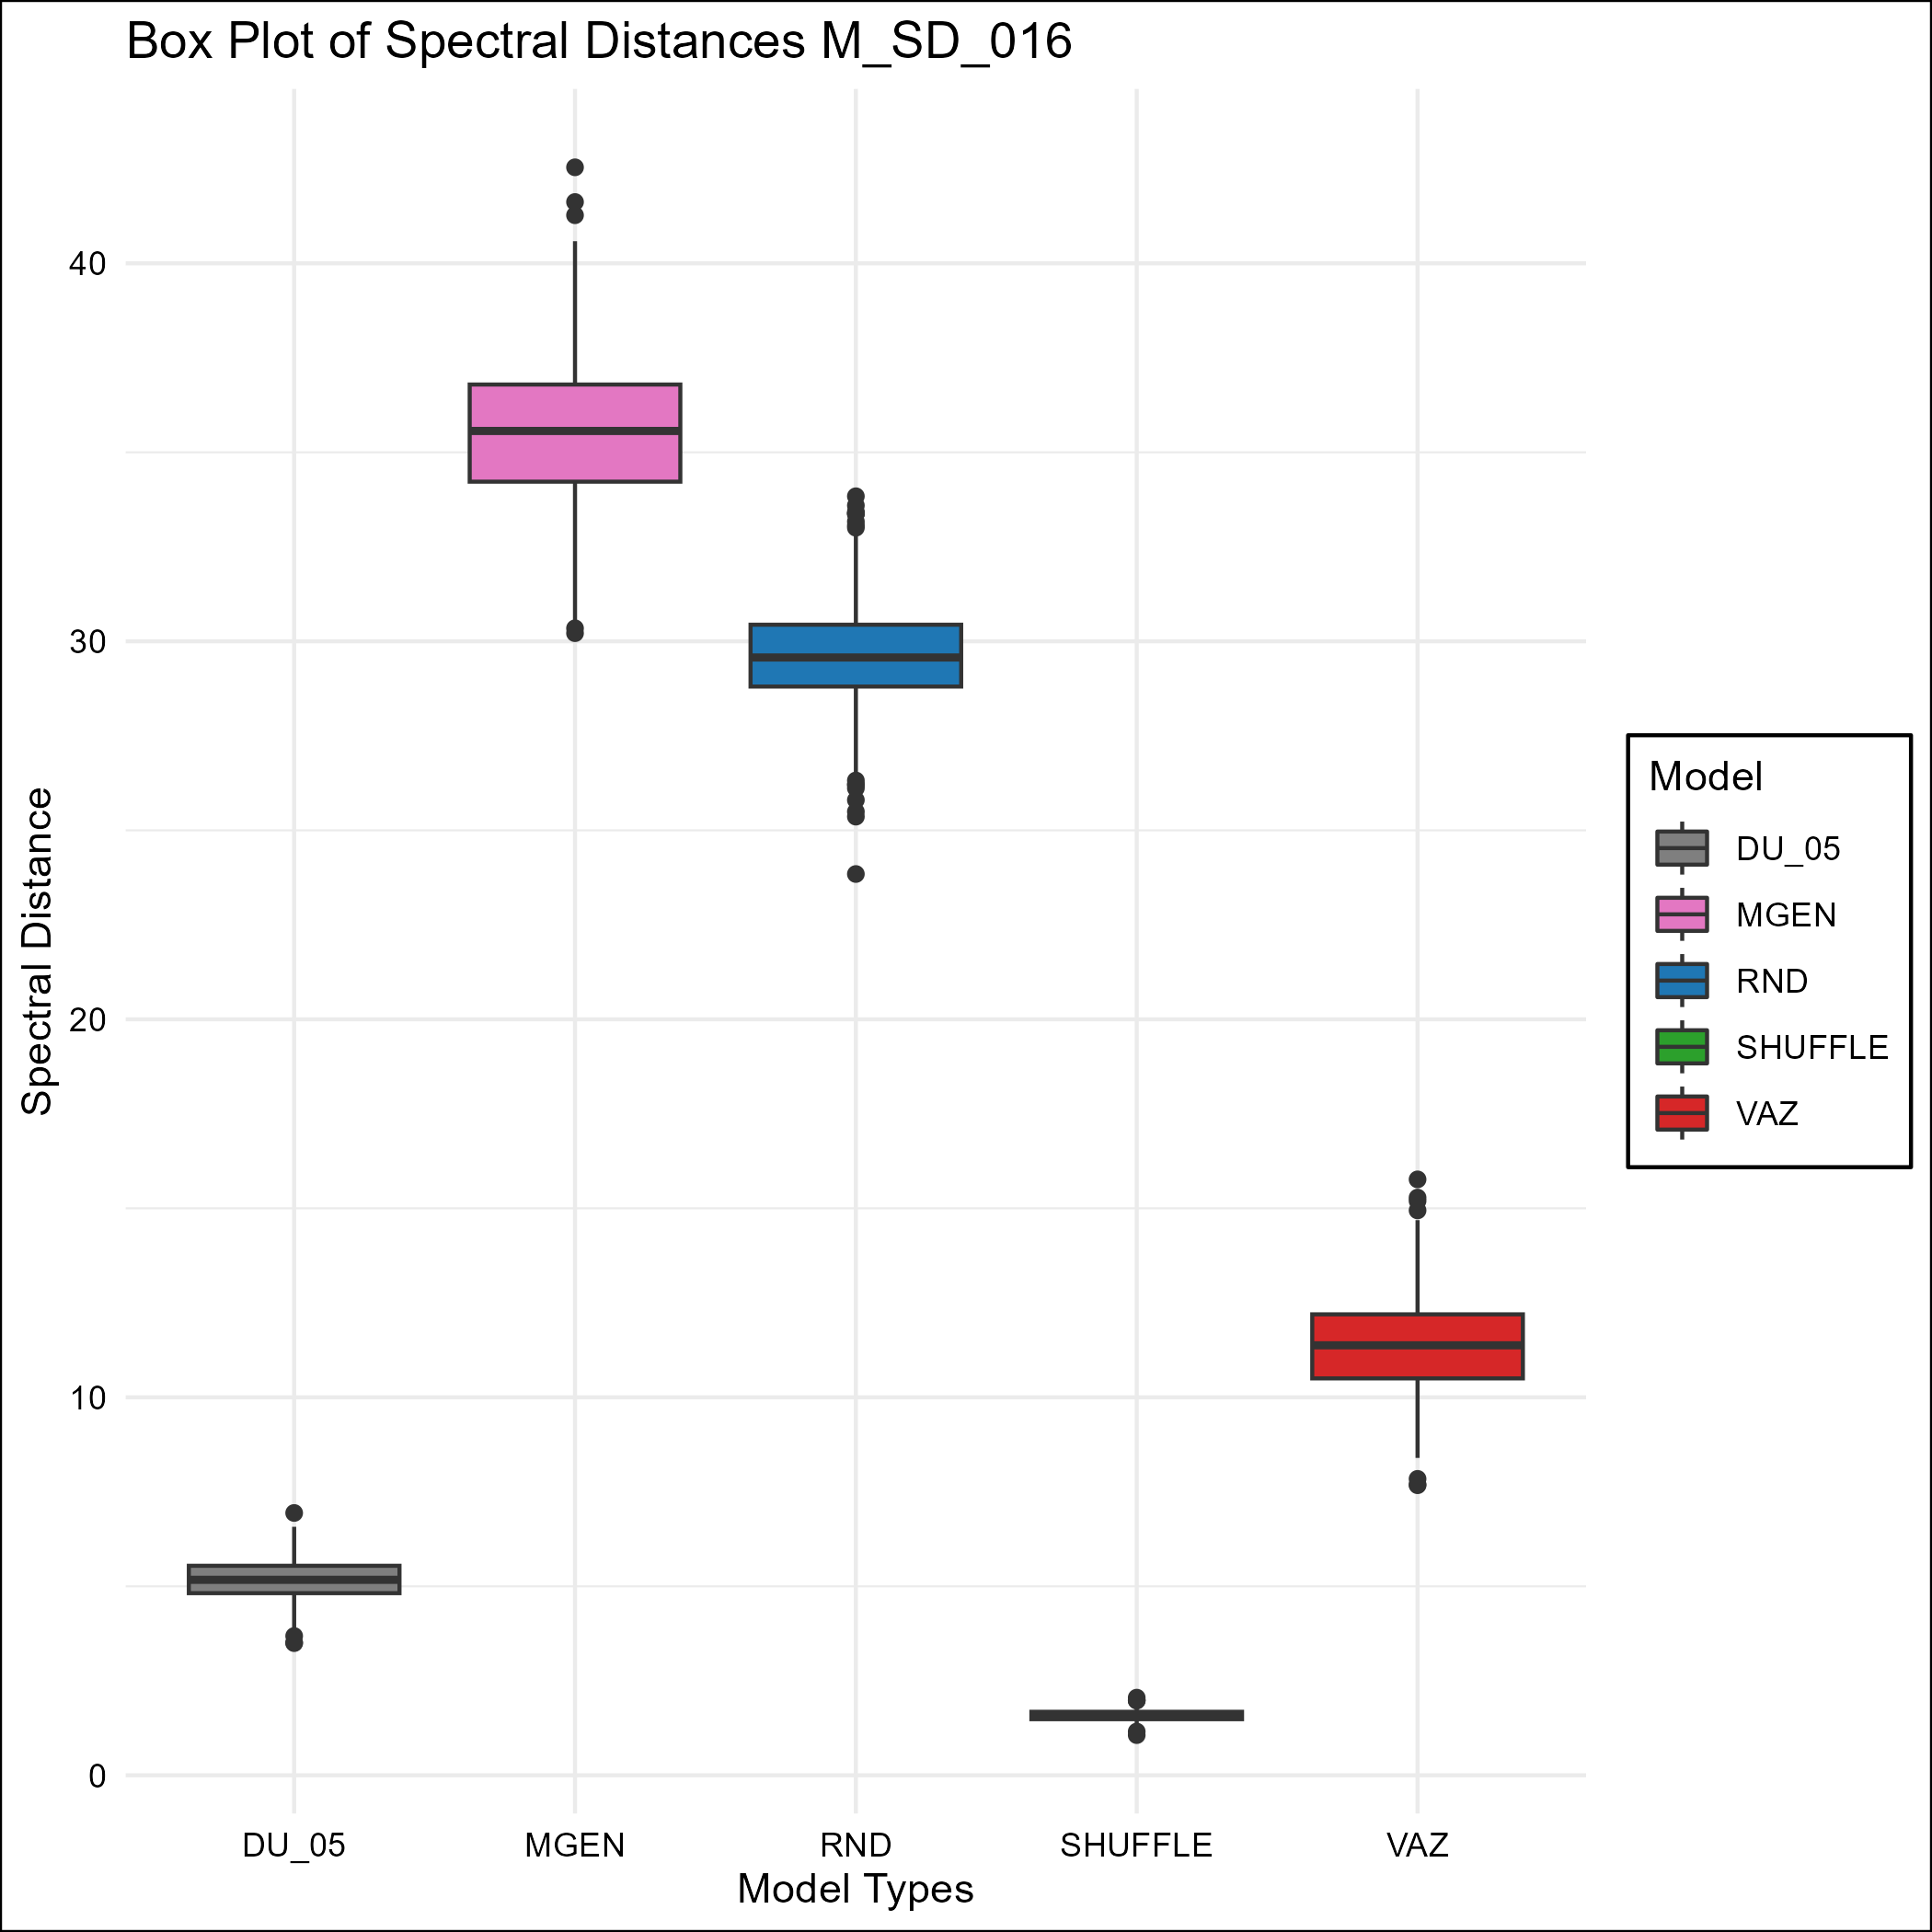 Box Plot of Spectral Distances M_SD_016
Spectral Distance
40
30
20
10
0
DU_05
MGEN
RND
SHUFFLE
VAZ
Model Types
Model
DU_05
MGEN
RND
SHUFFLE
VAZ